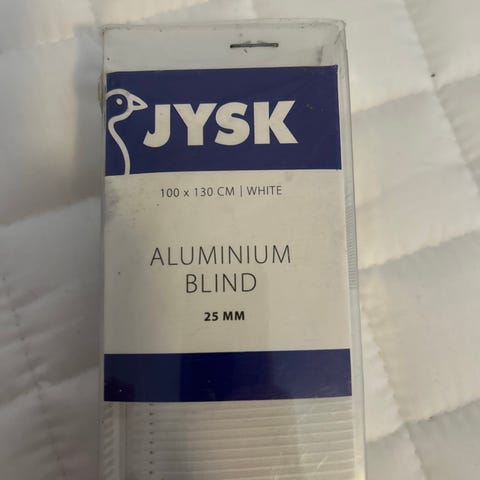 JYSK
100 x 130 CM | WHITE
ALUMINIUM
BLIND
25 MM